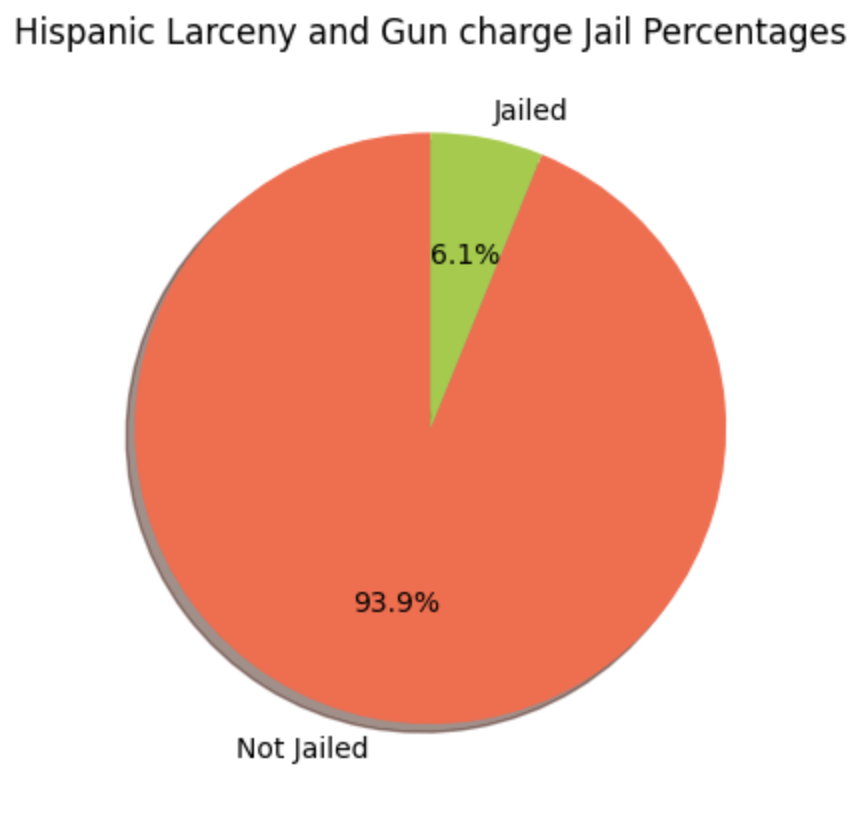 Hispanic Larceny and Gun charge Jail Percentages
Jailed
6.1%
93.9%
Not Jailed